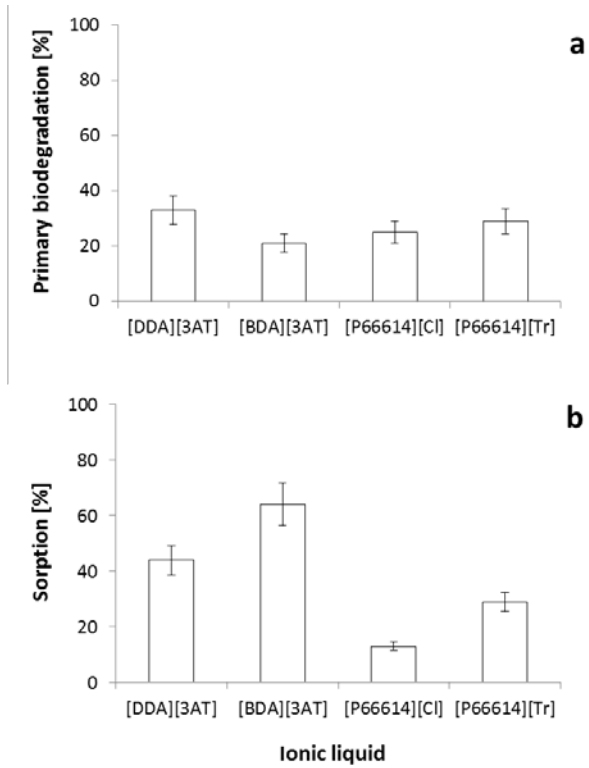 a
Primary biodegradation [%]
100
80
60
40
20
0
[DDA][3AT] [BDA][3AT] [P66614][Cl] [P66614][Tr]
b
Sorption [%]
100
80
60
40
20
0
[DDA][3AT] [BDA][3AT] [P66614][Cl] [P66614][Tr]
Ionic liquid